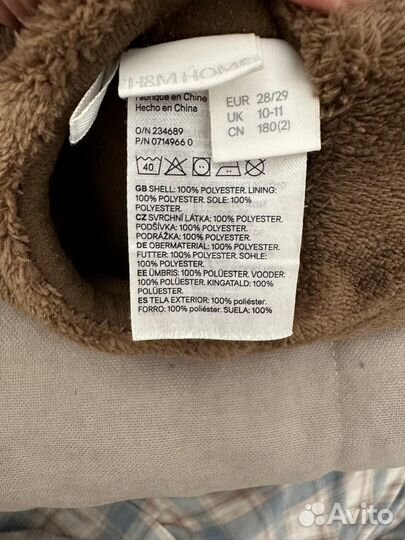 H&M HOME
Fabriqué en Chine
Hecho en China
O/N 234689
P/N 0714966 0
40
GB SHELL: 100% POLYESTER. LINING:
100% POLYESTER. SOLE: 100%
POLYESTER.
CZ SVRCHNÍ LÁTKA: 100% POLYESTER.
PODŠÍVKA: 100% POLYESTER.
PODRÁŽKA: 100% POLYESTER.
DE OBERMATERIAL: 100% POLYESTER.
FUTTER: 100% POLYESTER. SOHLE:
100% POLYESTER.
EE ÜMBRIS: 100% POLÜESTER. VOODER:
100% POLÜESTER. KINGATALD: 100%
POLÜESTER.
ES TELA EXTERIOR: 100% poliéster.
FORRO: 100% poliéster. SUELA: 100%
poliéster.
EUR 28/29
UK 10-11
CN 180(2)
Avito